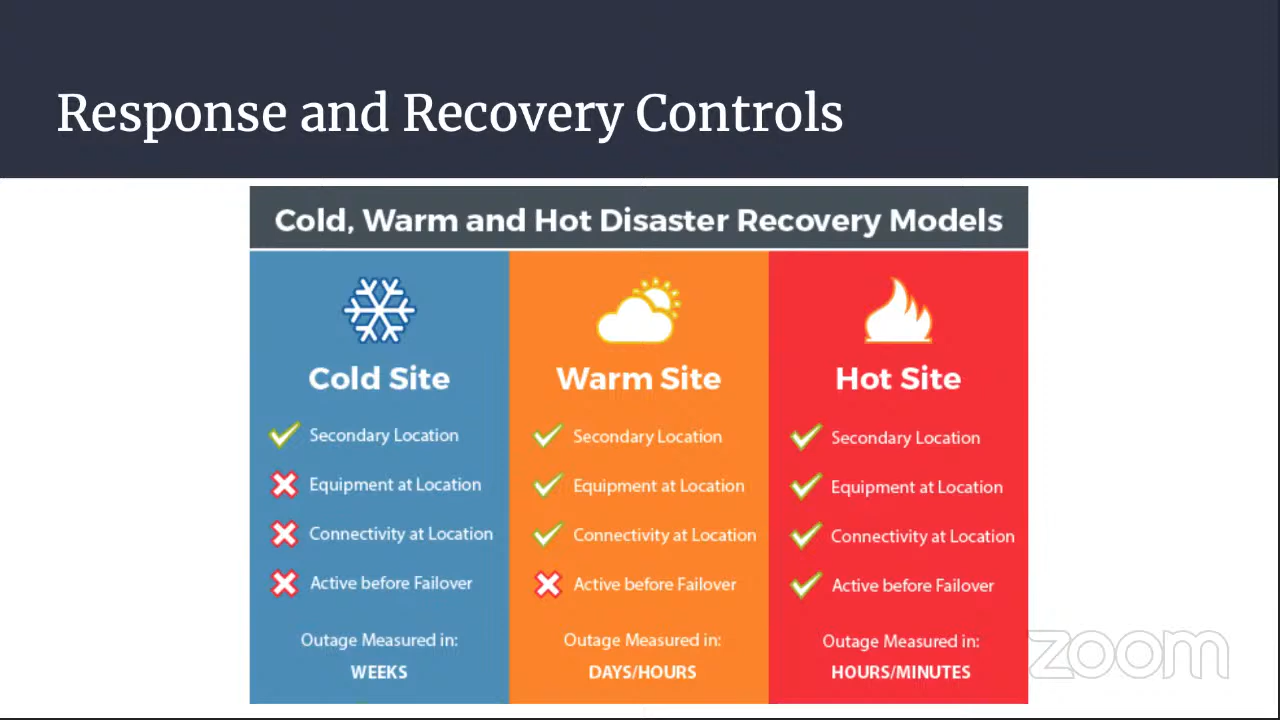 Response and Recovery Controls
Cold, Warm and Hot Disaster Recovery Models
Cold Site
Secondary Location
Equipment at Location
Connectivity at Location
Active before Failover
Outage Measured in:
WEEKS
Warm Site
Secondary Location
Equipment at Location
Connectivity at Location
Active before Failover
Outage Measured in:
DAYS/HOURS
Hot Site
Secondary Location
Equipment at Location
Connectivity at Location
Active before Failover
Outage Measured in:
HOURS/MINUTES
zoom